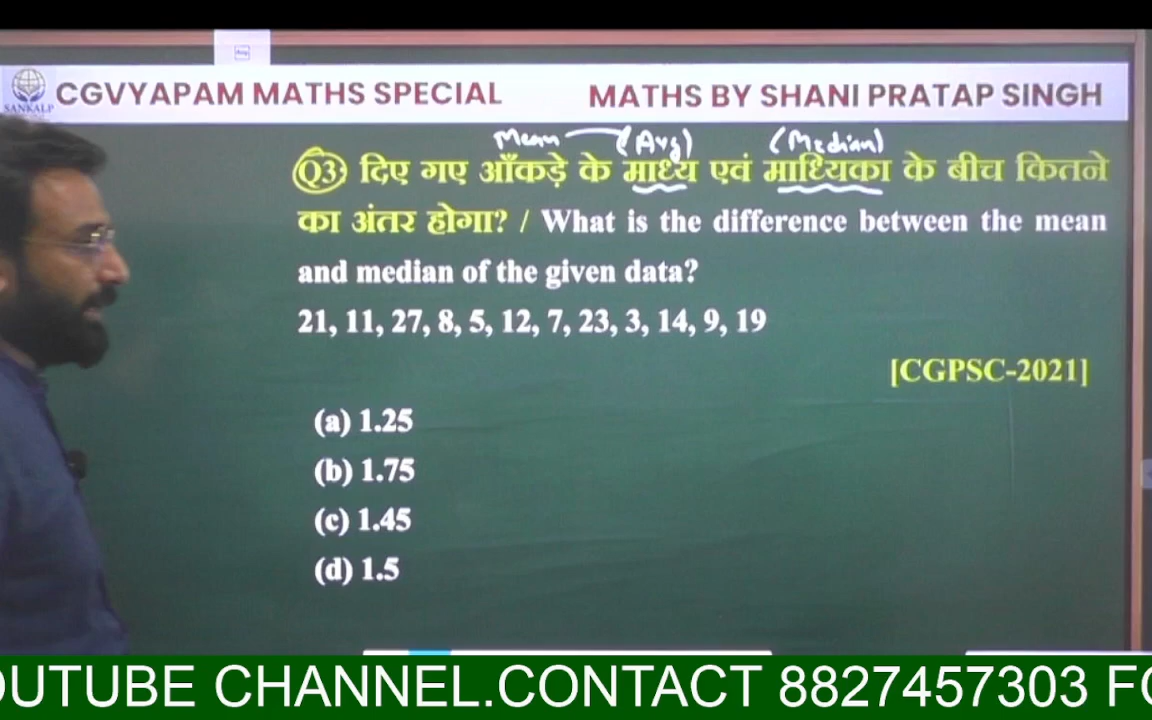 CGVYAPAM MATHS SPECIAL MATHS BY SHANI PRATAP SINGH
SANKALP
Mean (Avg) (Median)
Q3) दिए गए आँकड़े के माध्य एवं माध्यिका के बीच कितने
का अंतर होगा? / What is the difference between the mean
and median of the given data?
21, 11, 27, 8, 5, 12, 7, 23, 3, 14, 9, 19
[CGPSC-2021]
(a) 1.25
(b) 1.75
(c) 1.45
(d) 1.5
OUTUBE CHANNEL.CONTACT 8827457303 FO